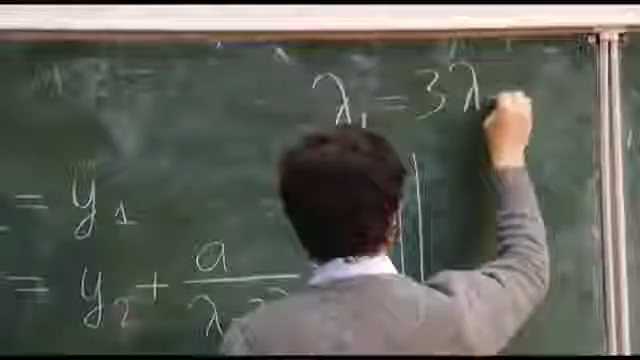 λ₁ = 3λ
= y₁
= y₂ + a/λ